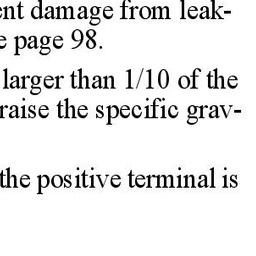 ent damage from leak-
e page 98.
larger than 1/10 of the
raise the specific grav-
the positive terminal is